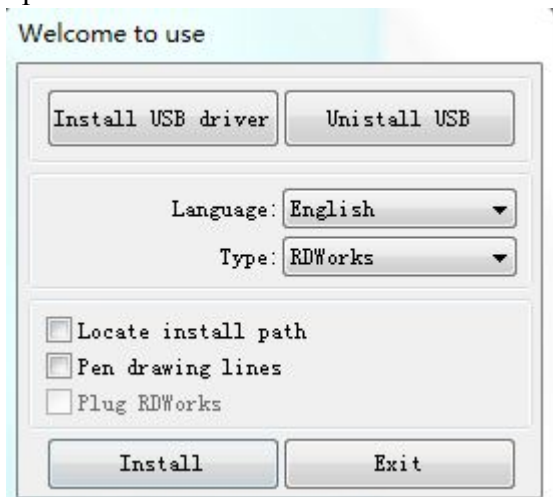 Welcome to use
Install USB driver Unistall USB
Language: English
Type: RDWorks
Locate install path
Pen drawing lines
Plug RDWorks
Install Exit